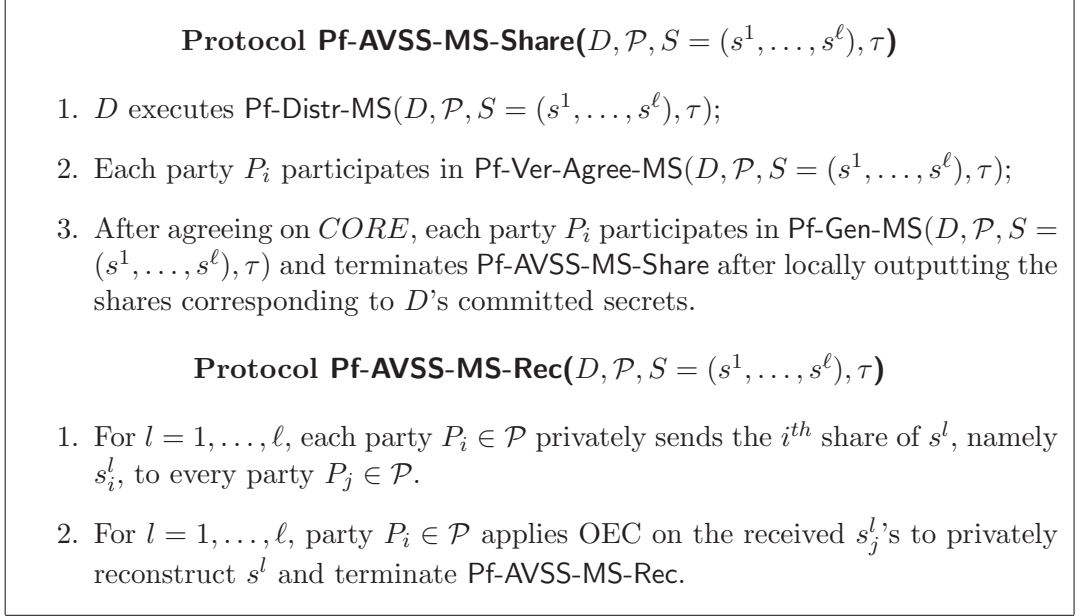 Protocol Pf-AVSS-MS-Share(D, 𝒫, S = (s¹, . . . , s^ℓ), τ)
1. D executes Pf-Distr-MS(D, 𝒫, S = (s¹, . . . , s^ℓ), τ);
2. Each party P_i participates in Pf-Ver-Agree-MS(D, 𝒫, S = (s¹, . . . , s^ℓ), τ);
3. After agreeing on CORE, each party P_i participates in Pf-Gen-MS(D, 𝒫, S =
(s¹, . . . , s^ℓ), τ) and terminates Pf-AVSS-MS-Share after locally outputting the
shares corresponding to D's committed secrets.
Protocol Pf-AVSS-MS-Rec(D, 𝒫, S = (s¹, . . . , s^ℓ), τ)
1. For l = 1, . . . , ℓ, each party P_i ∈ 𝒫 privately sends the i^th share of s^l, namely
s_i^l, to every party P_j ∈ 𝒫.
2. For l = 1, . . . , ℓ, party P_i ∈ 𝒫 applies OEC on the received s_j^l's to privately
reconstruct s^l and terminate Pf-AVSS-MS-Rec.